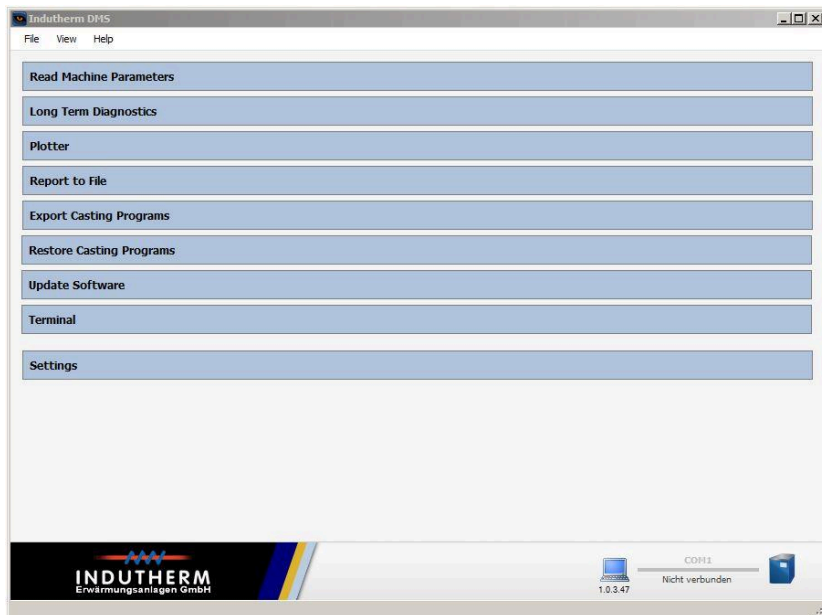 Indutherm DMS
File View Help
Read Machine Parameters
Long Term Diagnostics
Plotter
Report to File
Export Casting Programs
Restore Casting Programs
Update Software
Terminal
Settings
INDUTHERM
Erwärmungsanlagen GmbH
1.0.3.47
COM1
Nicht verbunden